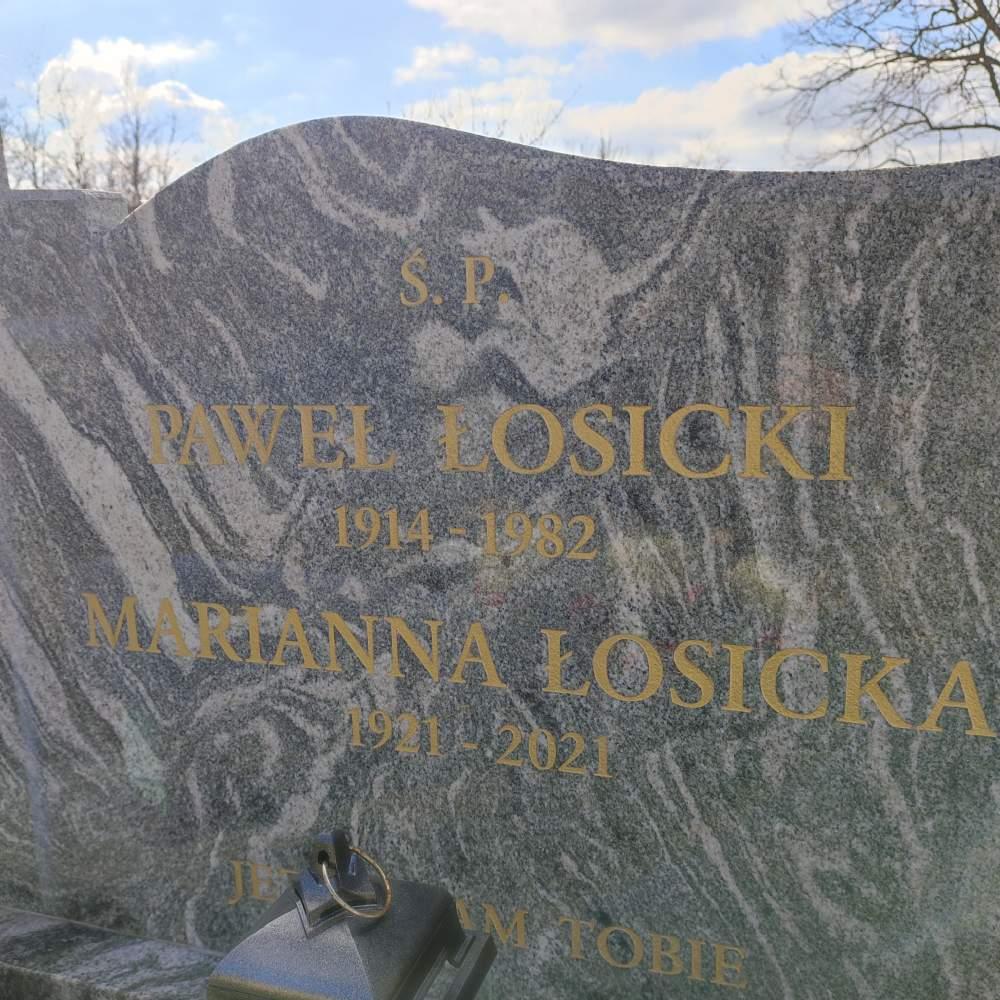 Ś. P.
PAWEŁ ŁOSICKI
1914 - 1982
MARIANNA ŁOSICKA
1921 - 2021
TOBIE